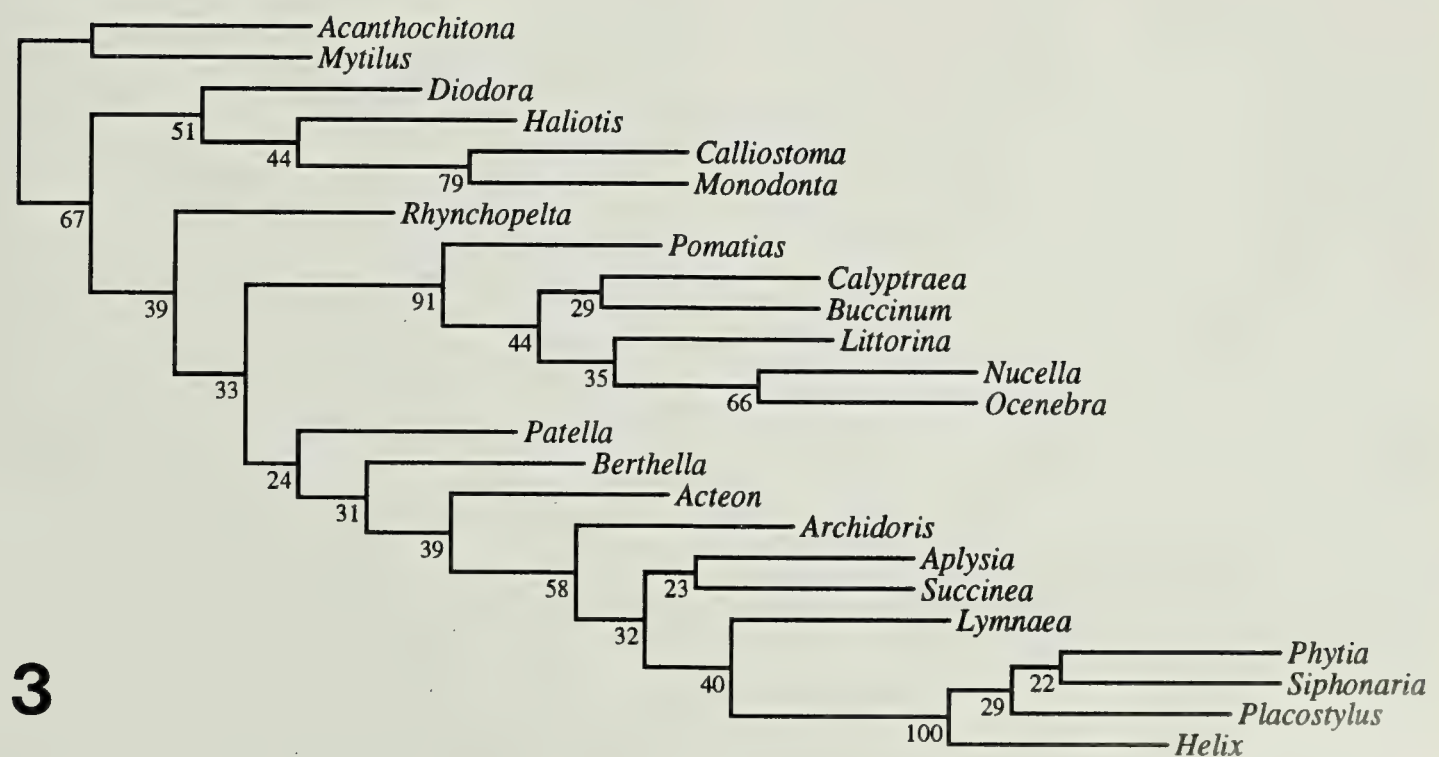 Acanthochitona
Mytilus
Diodora
51
Haliotis
44
Calliostoma
79
Monodonta
67
Rhynchopelta
39
Pomatias
91
Calyptraea
29
Buccinum
44
Littorina
35
Nucella
66
Ocenebra
33
Patella
24
Berthella
31
Acteon
39
Archidoris
58
Aplysia
23
Succinea
32
Lymnaea
40
Phytia
22
Siphonaria
29
Placostylus
100
Helix
3